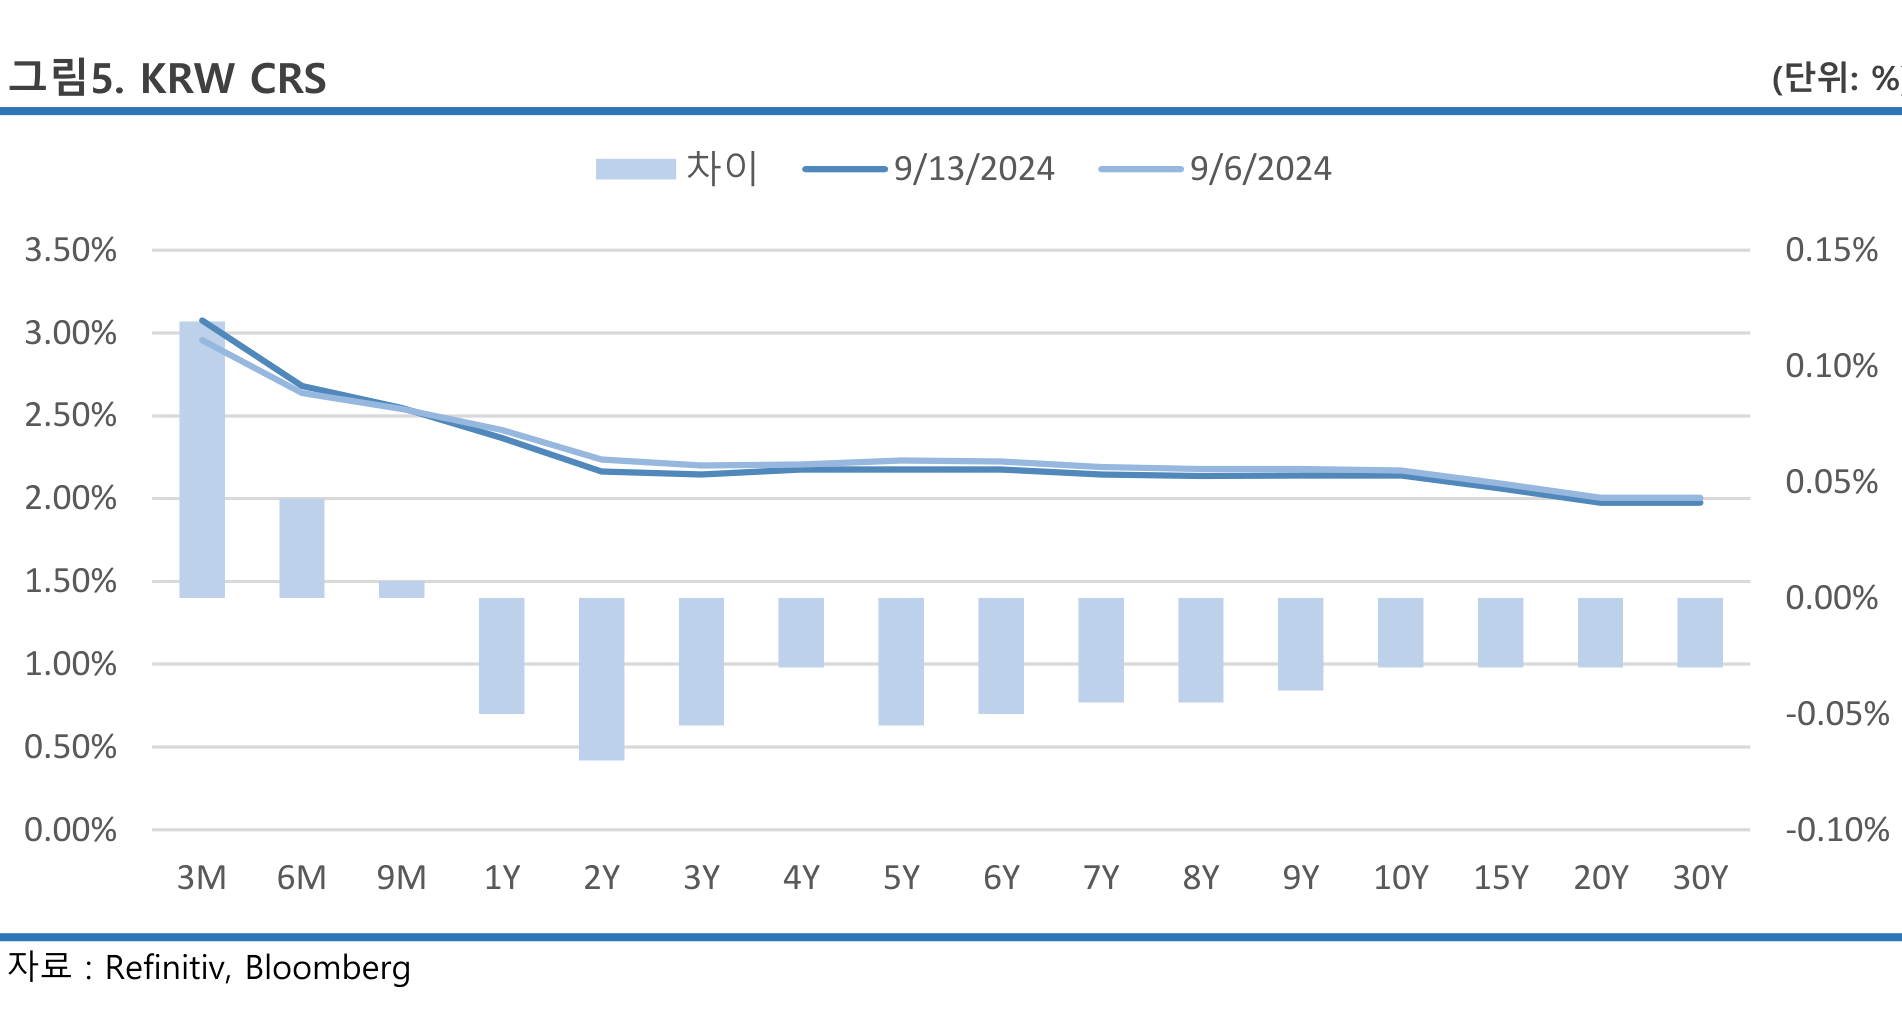 그림5. KRW CRS
(단위: %)
차이 9/13/2024 9/6/2024
3.50% 0.15%
3.00%
0.10%
2.50%
0.05%
2.00%
1.50%
0.00%
1.00%
-0.05%
0.50%
0.00% -0.10%
3M 6M 9M 1Y 2Y 3Y 4Y 5Y 6Y 7Y 8Y 9Y 10Y 15Y 20Y 30Y
자료 : Refinitiv, Bloomberg